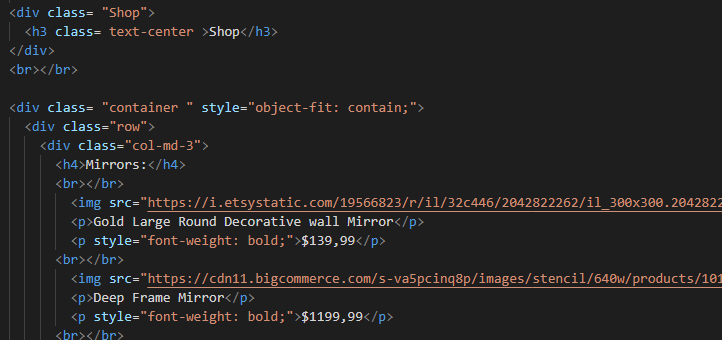 <div class= "Shop">
<h3 class= text-center >Shop</h3>
</div>
<br></br>
<div class= "container " style="object-fit: contain;">
<div class="row">
<div class="col-md-3">
<h4>Mirrors:</h4>
<br></br>
<img src="https://i.etsystatic.com/19566823/r/il/32c446/2042822262/il_300x300.2042822
<p>Gold Large Round Decorative wall Mirror</p>
<p style="font-weight: bold;">$139,99</p>
<br></br>
<img src="https://cdn11.bigcommerce.com/s-va5pcinq8p/images/stencil/640w/products/101
<p>Deep Frame Mirror</p>
<p style="font-weight: bold;">$1199,99</p>
<br></br>